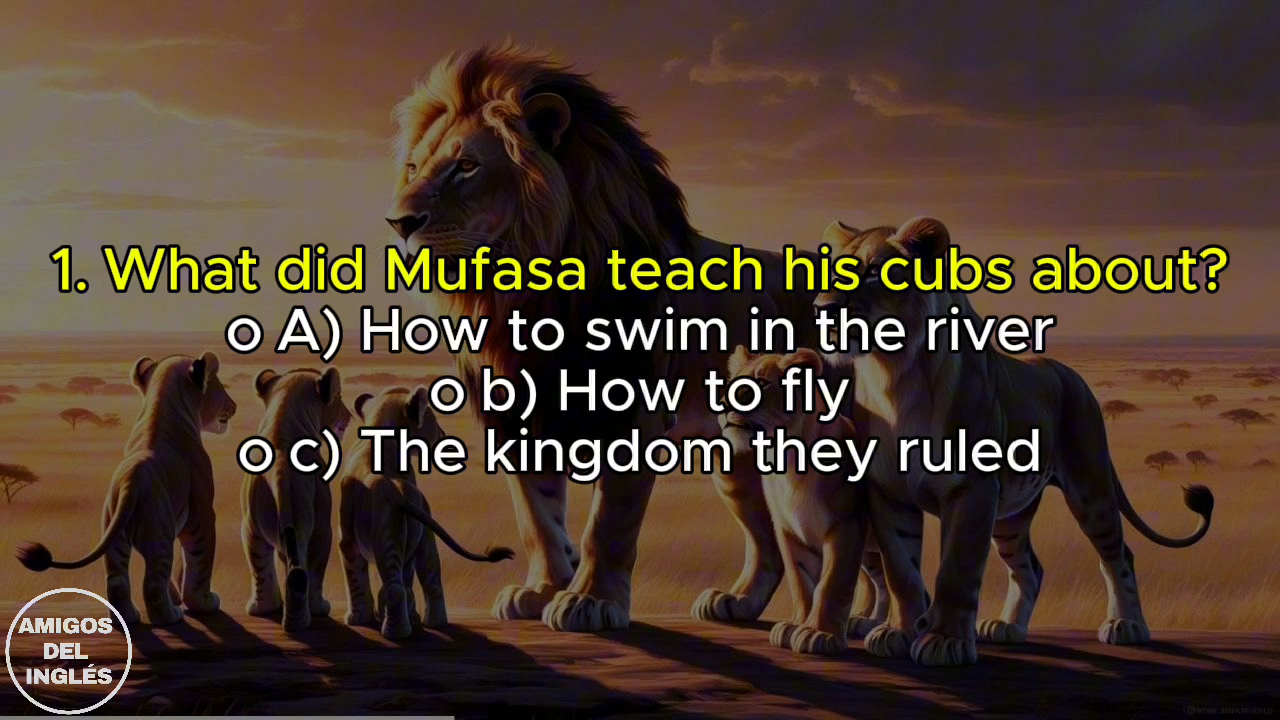 1. What did Mufasa teach his cubs about?
o A) How to swim in the river
o b) How to fly
o c) The kingdom they ruled
AMIGOS
DEL
INGLÉS